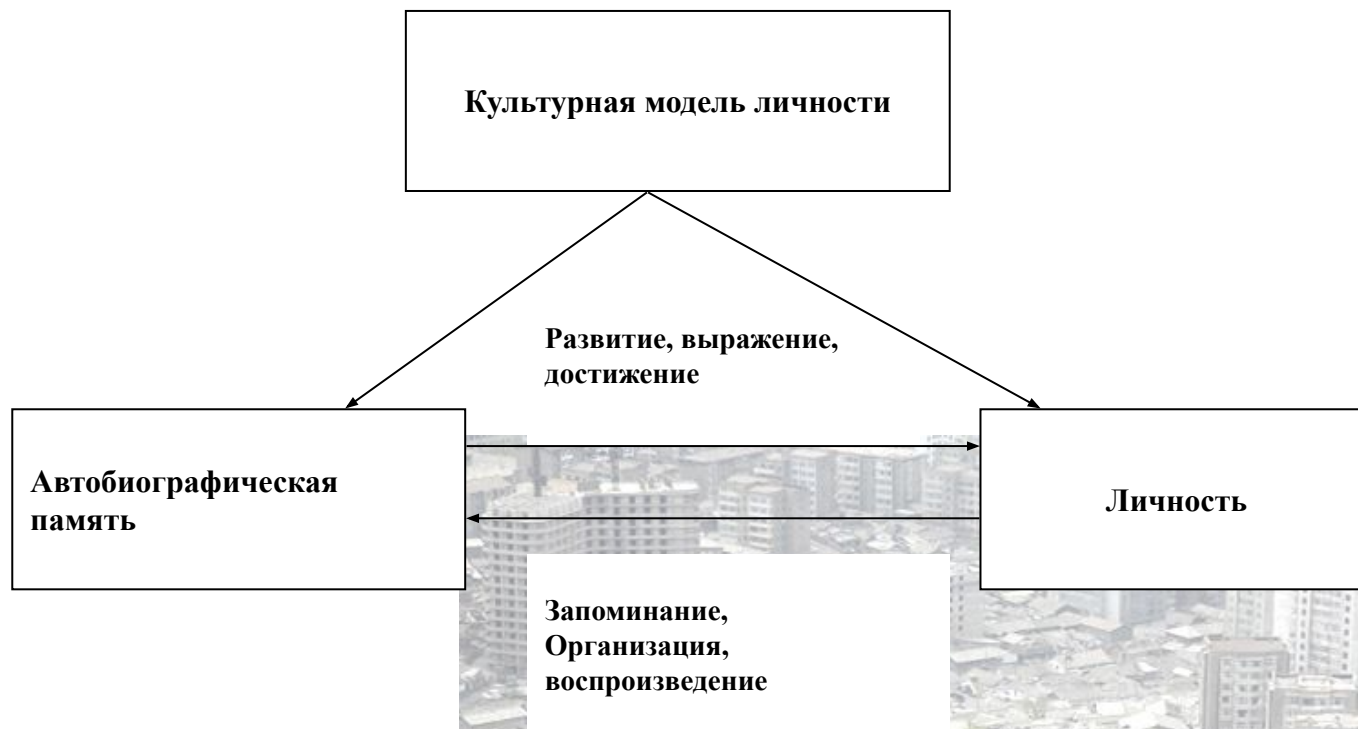 Культурная модель личности
Развитие, выражение,
достижение
Автобиографическая
память
Личность
Запоминание,
Организация,
воспроизведение